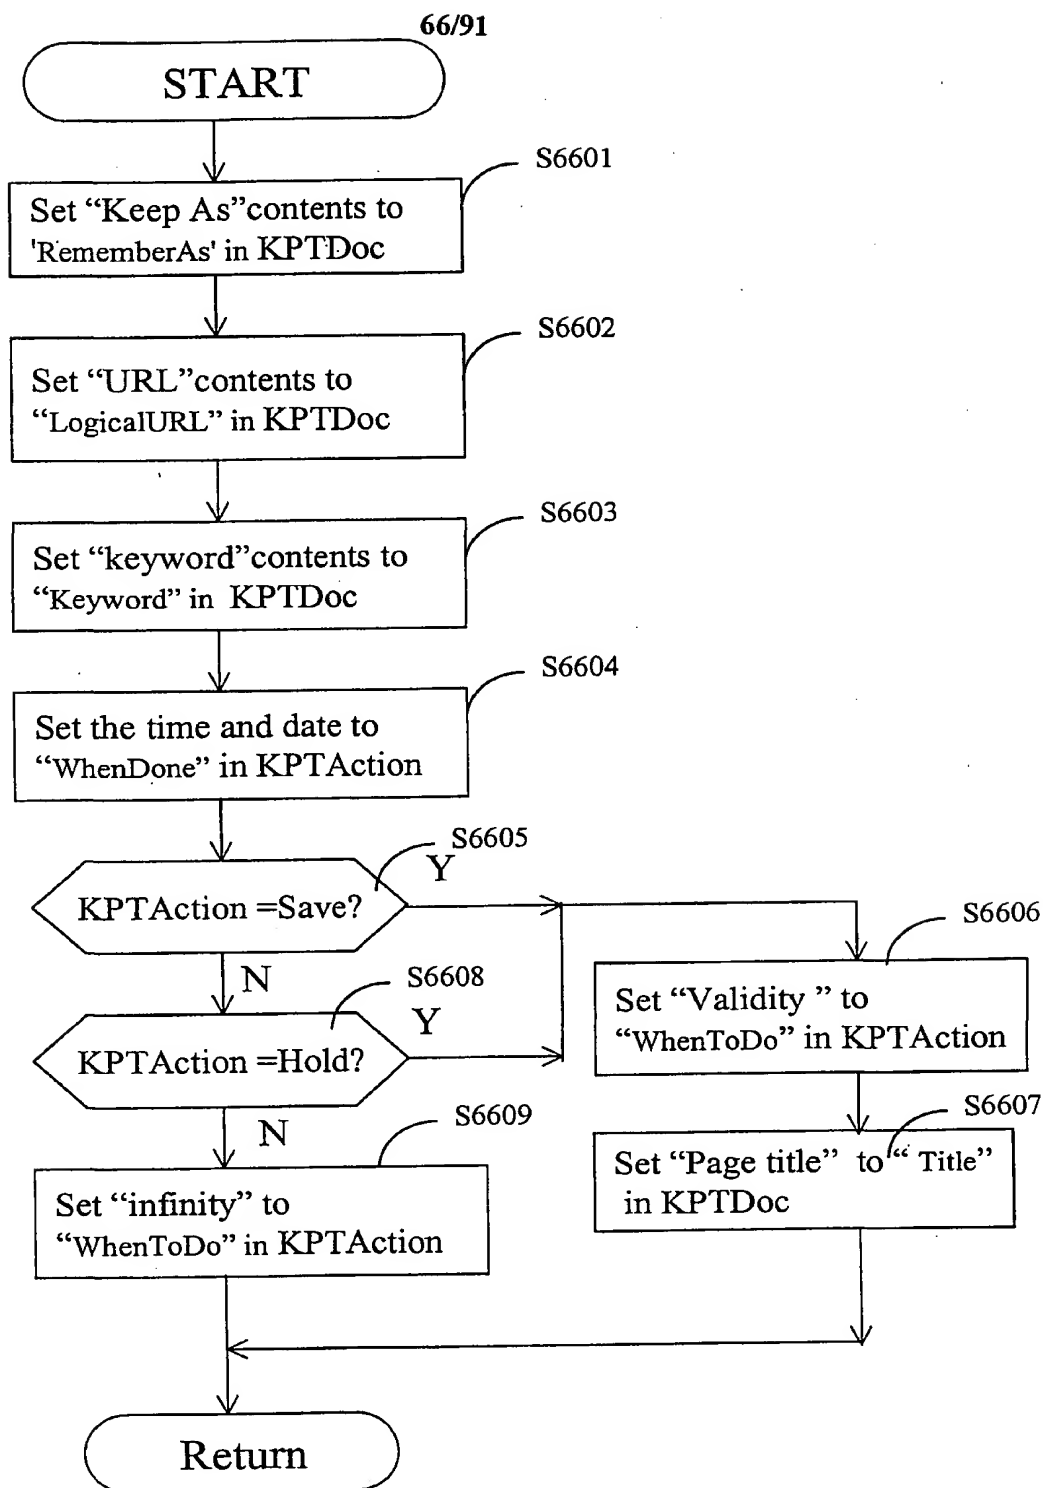 66/91
START
S6601
Set “Keep As”contents to
'RememberAs' in KPTDoc
S6602
Set “URL”contents to
“LogicalURL” in KPTDoc
S6603
Set “keyword”contents to
“Keyword” in KPTDoc
S6604
Set the time and date to
“WhenDone” in KPTAction
S6605
KPTAction =Save?
Y
N
S6606
Set “Validity ” to
“WhenToDo” in KPTAction
S6608
KPTAction =Hold?
Y
N
S6607
Set “Page title” to “ Title”
in KPTDoc
S6609
Set “infinity” to
“WhenToDo” in KPTAction
Return